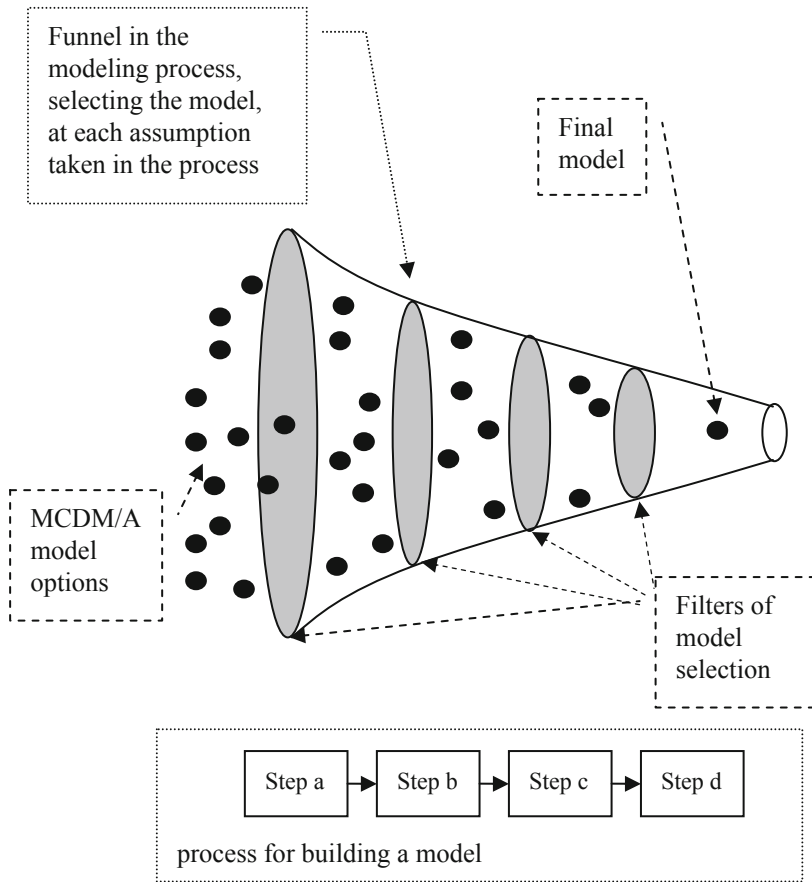 Funnel in the
modeling process,
selecting the model,
at each assumption
taken in the process
Final
model
MCDM/A
model
options
Filters of
model
selection
Step a
Step b
Step c
Step d
process for building a model